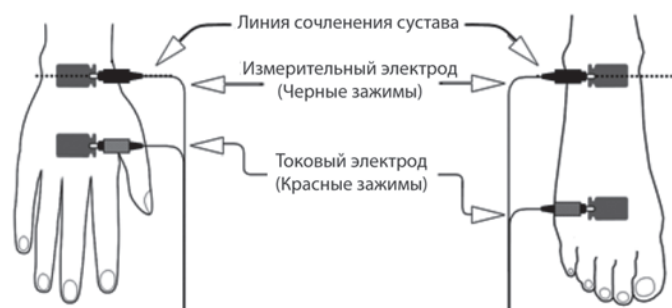 Линия сочленения сустава
Измерительный электрод
(Черные зажимы)
Токовый электрод
(Красные зажимы)